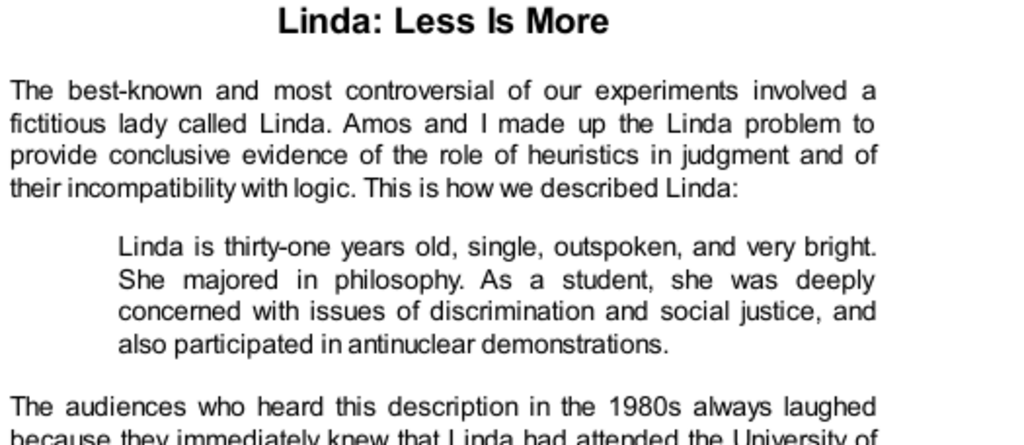 Linda: Less Is More
The best-known and most controversial of our experiments involved a
fictitious lady called Linda. Amos and I made up the Linda problem to
provide conclusive evidence of the role of heuristics in judgment and of
their incompatibility with logic. This is how we described Linda:
Linda is thirty-one years old, single, outspoken, and very bright.
She majored in philosophy. As a student, she was deeply
concerned with issues of discrimination and social justice, and
also participated in antinuclear demonstrations.
The audiences who heard this description in the 1980s always laughed
because they immediately knew that Linda had attended the University of